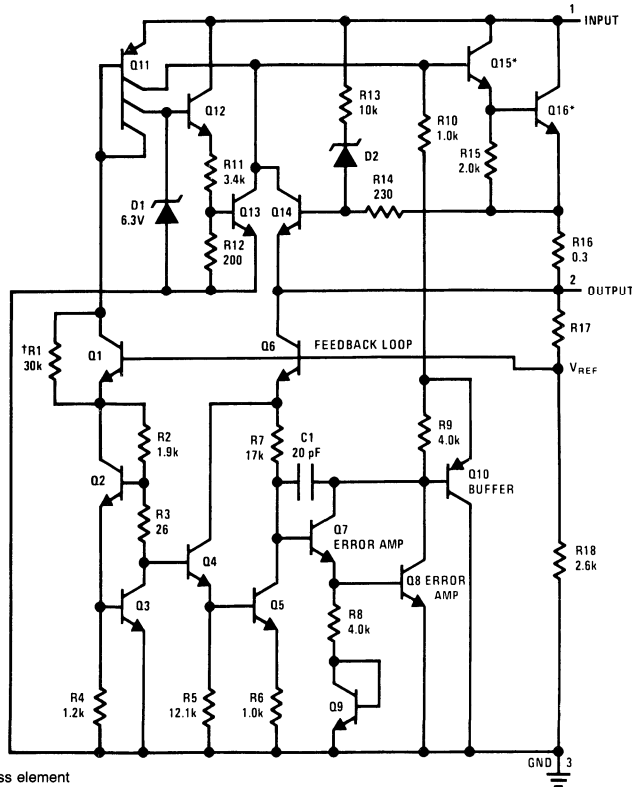 1
INPUT
Q11
Q15*
Q12
R13
10k
R10
1.0k
Q16*
R15
2.0k
R11
3.4k
D2
R14
230
D1
6.3V
Q13
Q14
R12
200
R16
0.3
2
OUTPUT
†R1
30k
Q1
Q6
FEEDBACK LOOP
R17
VREF
R2
1.9k
R7
17k
C1
20 pF
R9
4.0k
Q2
Q10
BUFFER
R3
26
Q7
ERROR AMP
R18
2.6k
Q4
Q8 ERROR
AMP
Q3
Q5
R8
4.0k
R4
1.2k
R5
12.1k
R6
1.0k
Q9
GND
3
ss element